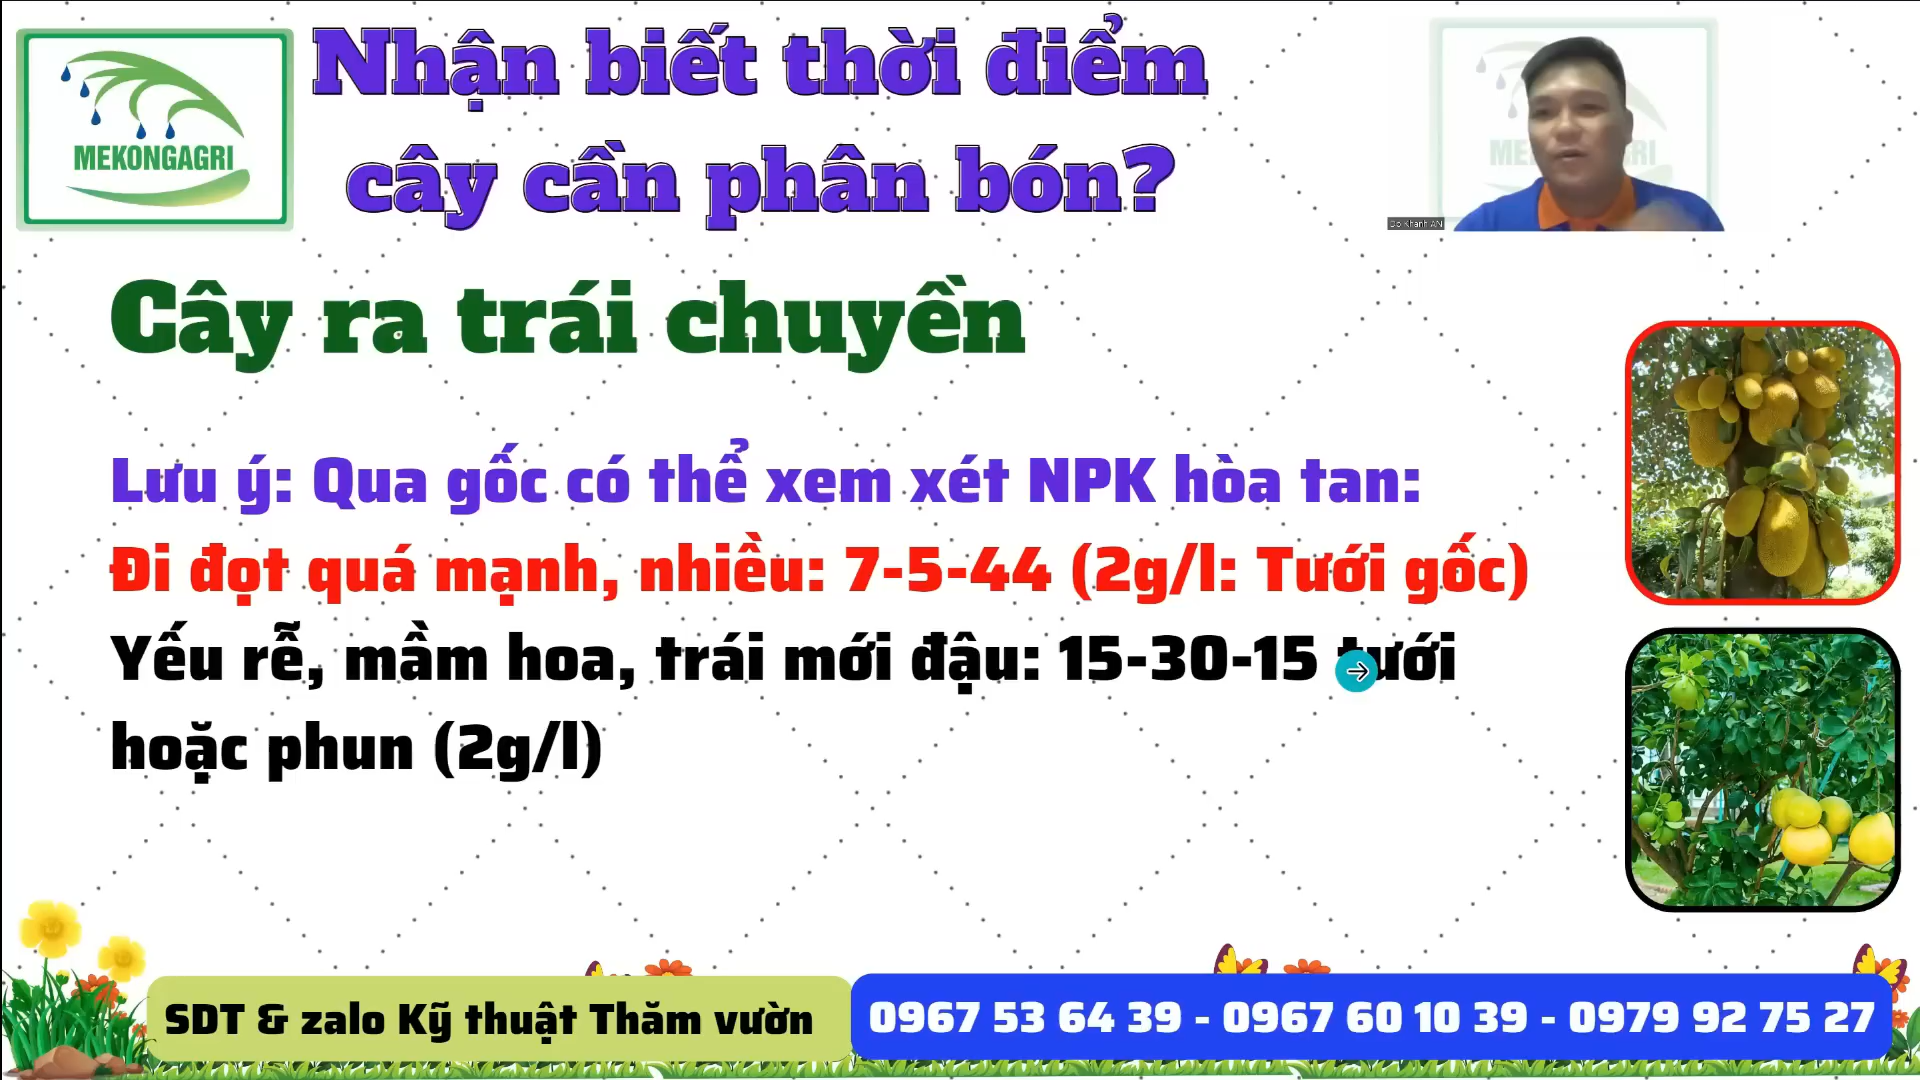 MEKONGAGRI
Nhận biết thời điểm
cây cần phân bón?
Cây ra trái chuyền
Lưu ý: Qua gốc có thể xem xét NPK hòa tan:
Đi đọt quá mạnh, nhiều: 7-5-44 (2g/l: Tưới gốc)
Yếu rễ, mầm hoa, trái mới đậu: 15-30-15 tưới
hoặc phun (2g/l)
SDT & zalo Kỹ thuật Thăm vườn
0967 53 64 39 - 0967 60 10 39 - 0979 92 75 27